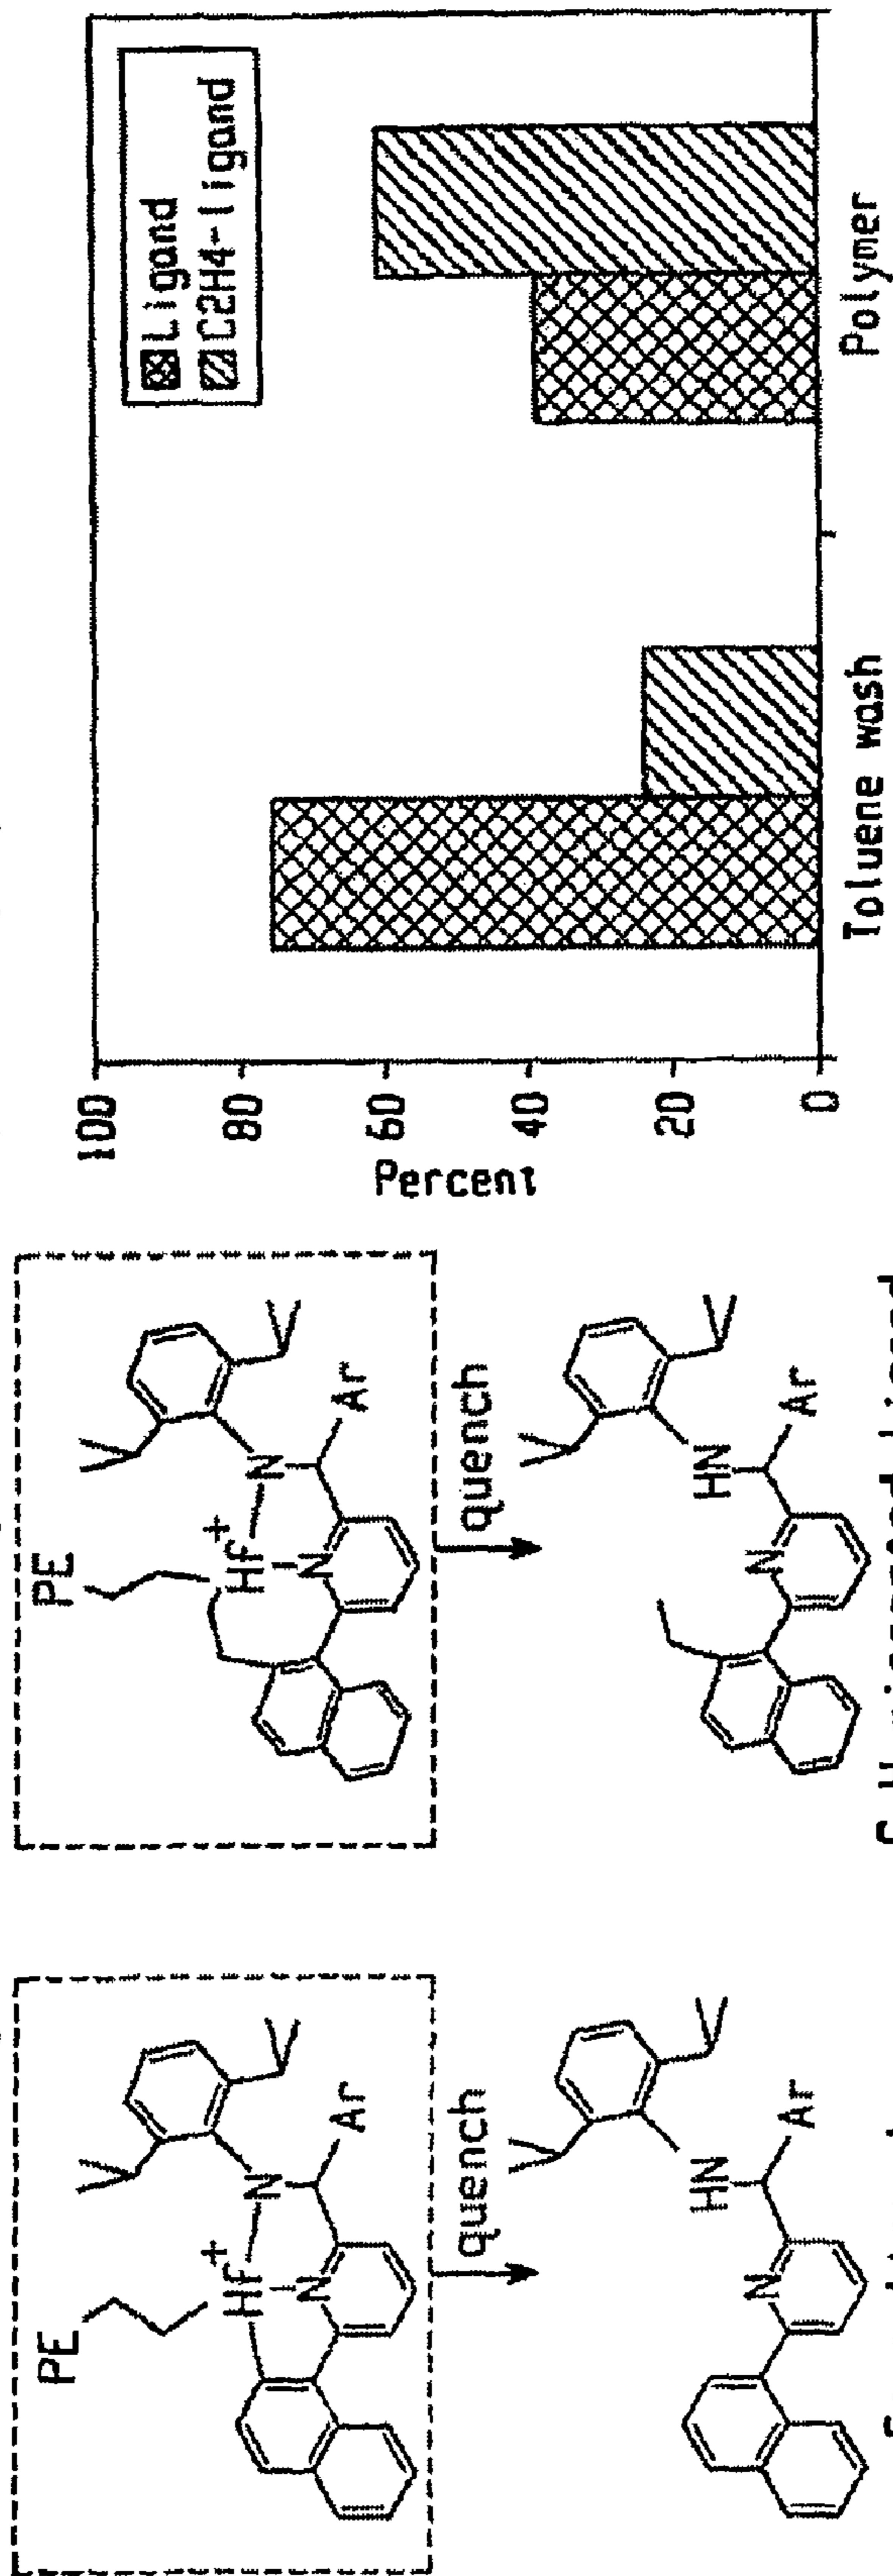 PE
Hf
+
N
N
Ar
quench
HN
N
Ar
PE
Hf
+
N
N
Ar
quench
HN
N
Ar
Ligand
C2H4-ligand
100
80
60
40
20
0
Percent
Toluene wash
Polymer